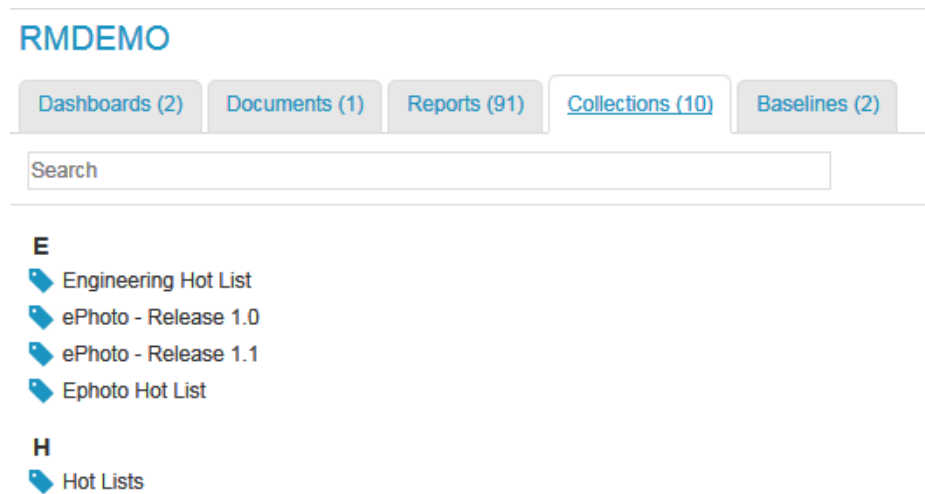 RMDEMO
Dashboards (2) Documents (1) Reports (91) Collections (10) Baselines (2)
Search
E
Engineering Hot List
ePhoto - Release 1.0
ePhoto - Release 1.1
Ephoto Hot List
H
Hot Lists